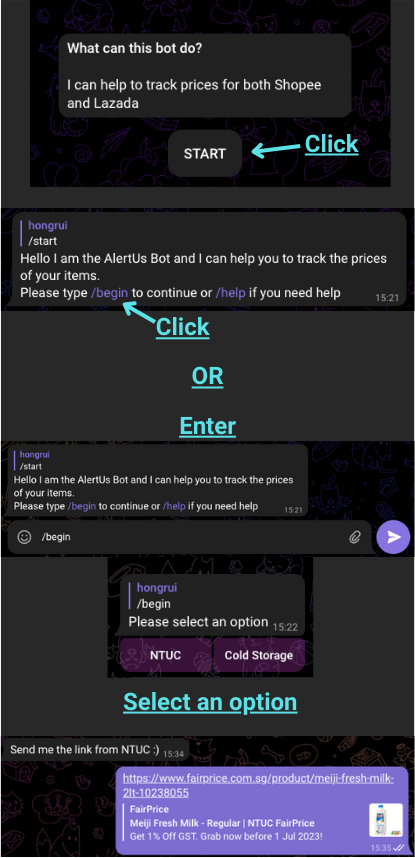 What can this bot do?
I can help to track prices for both Shopee
and Lazada
START
Click
hongrui
/start
Hello I am the AlertUs Bot and I can help you to track the prices
of your items.
Please type /begin to continue or /help if you need help
15:21
Click
OR
Enter
hongrui
/start
Hello I am the AlertUs Bot and I can help you to track the prices
of your items.
Please type /begin to continue or /help if you need help
15:21
/begin
hongrui
/begin
Please select an option
15:22
NTUC
Cold Storage
Select an option
Send me the link from NTUC :)
15:34
https://www.fairprice.com.sg/product/meiji-fresh-milk-
2lt-10238055
FairPrice
Meiji Fresh Milk - Regular | NTUC FairPrice
Get 1% Off GST. Grab now before 1 Jul 2023!
15:35